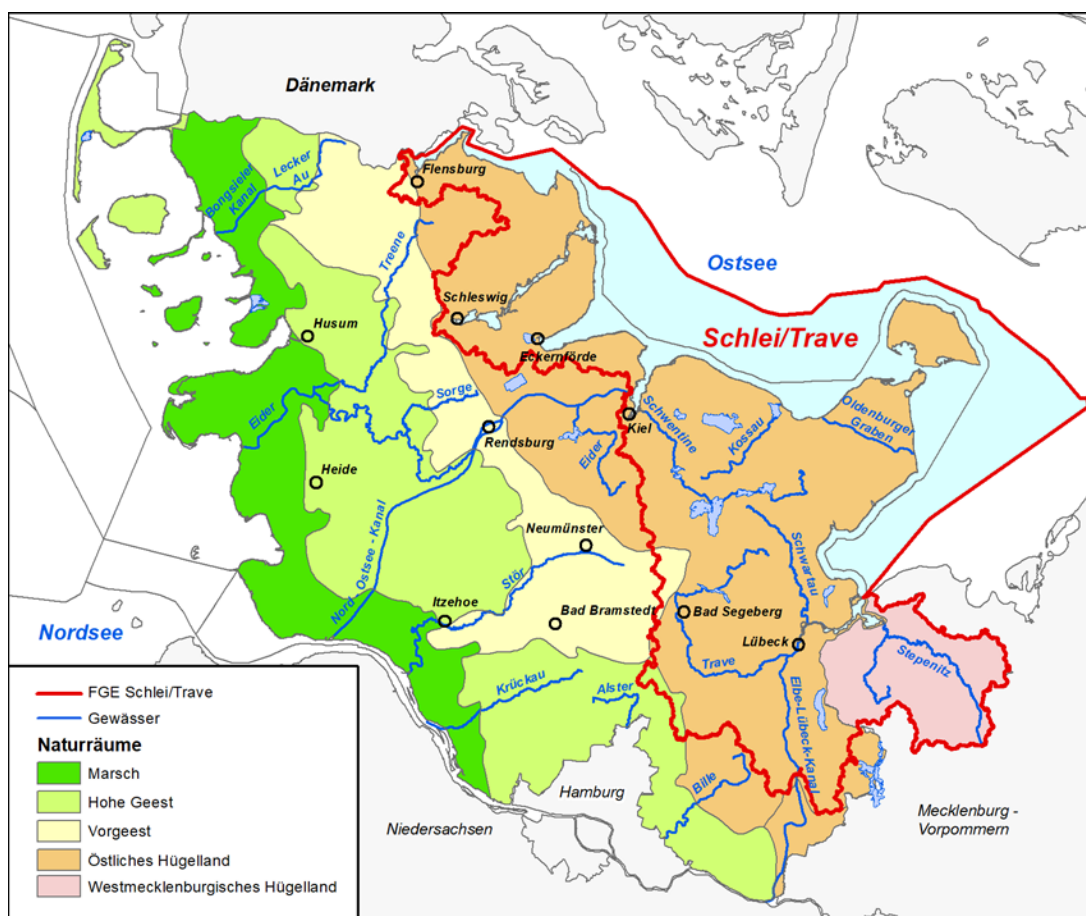 Dänemark
Flensburg
Lecker
Au
Bongsieler
Kanal
Treene
Ostsee
Schleswig
Husum
Eckernförde
Schlei/Trave
Sorge
Eider
Rendsburg
Eider
Kiel
Schwentine
Kossau
Oldenburger
Graben
Heide
Neumünster
Nord-Ostsee-Kanal
Stör
Schwartau
Itzehoe
Bad Bramstedt
Bad Segeberg
Nordsee
Lübeck
Trave
Stepenitz
Krückau
Alster
Elbe-Lübeck-Kanal
Bille
Hamburg
Niedersachsen
Mecklenburg -
Vorpommern
FGE Schlei/Trave
Gewässer
Naturräume
Marsch
Hohe Geest
Vorgeest
Östliches Hügelland
Westmecklenburgisches Hügelland